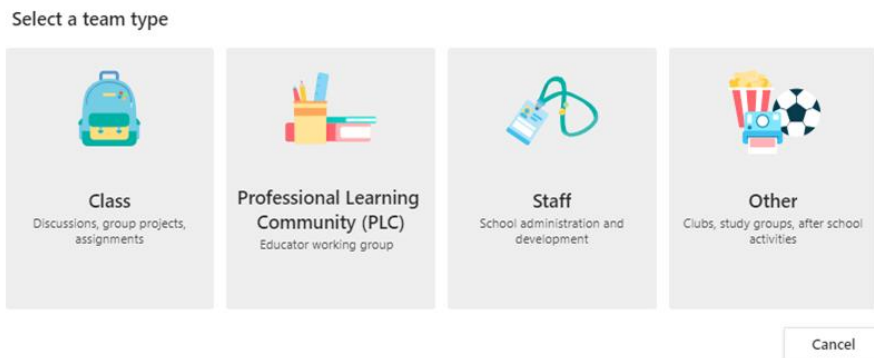 Select a team type
Class
Discussions, group projects,
assignments
Professional Learning
Community (PLC)
Educator working group
Staff
School administration and
development
Other
Clubs, study groups, after school
activities
Cancel